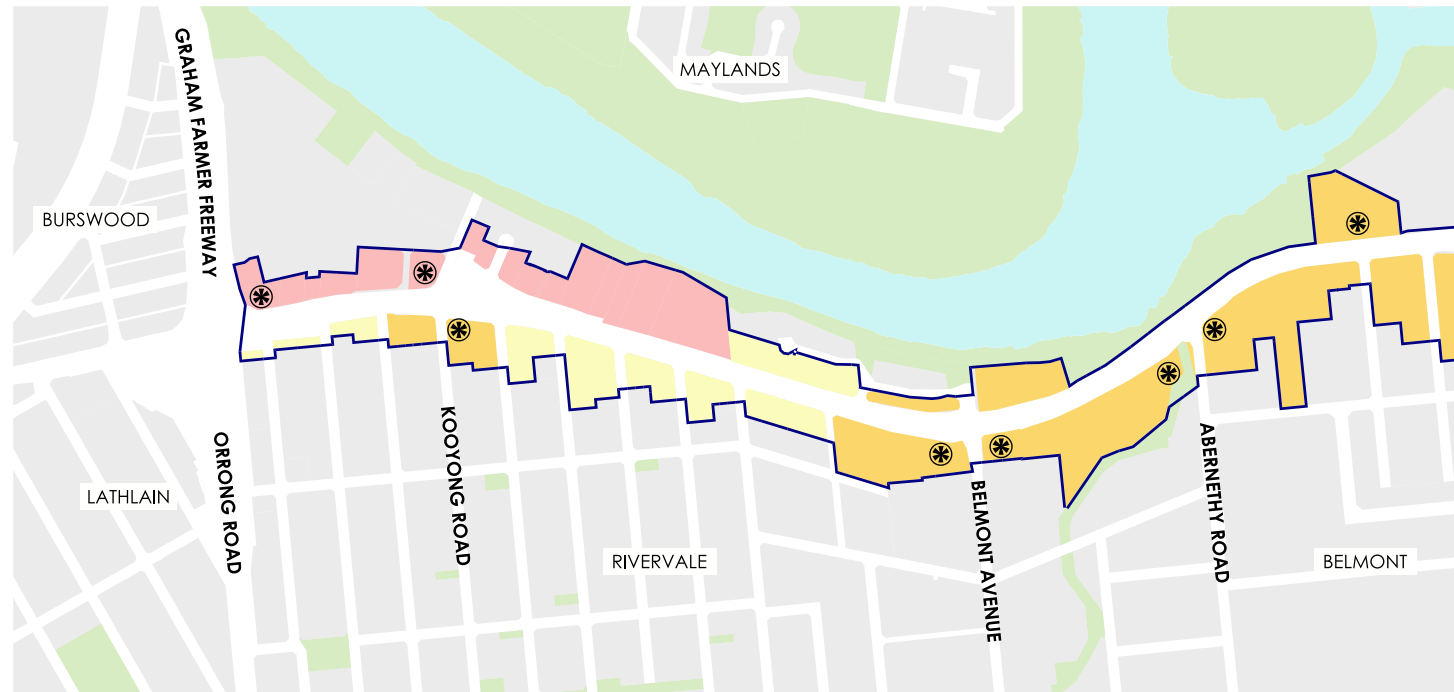 MAYLANDS
GRAHAM FARMER FREEWAY
BURSWOOD
KOOYONG ROAD
ORRONG ROAD
LATHLAIN
ABERNETHY ROAD
BELMONT AVENUE
RIVERVALE
BELMONT